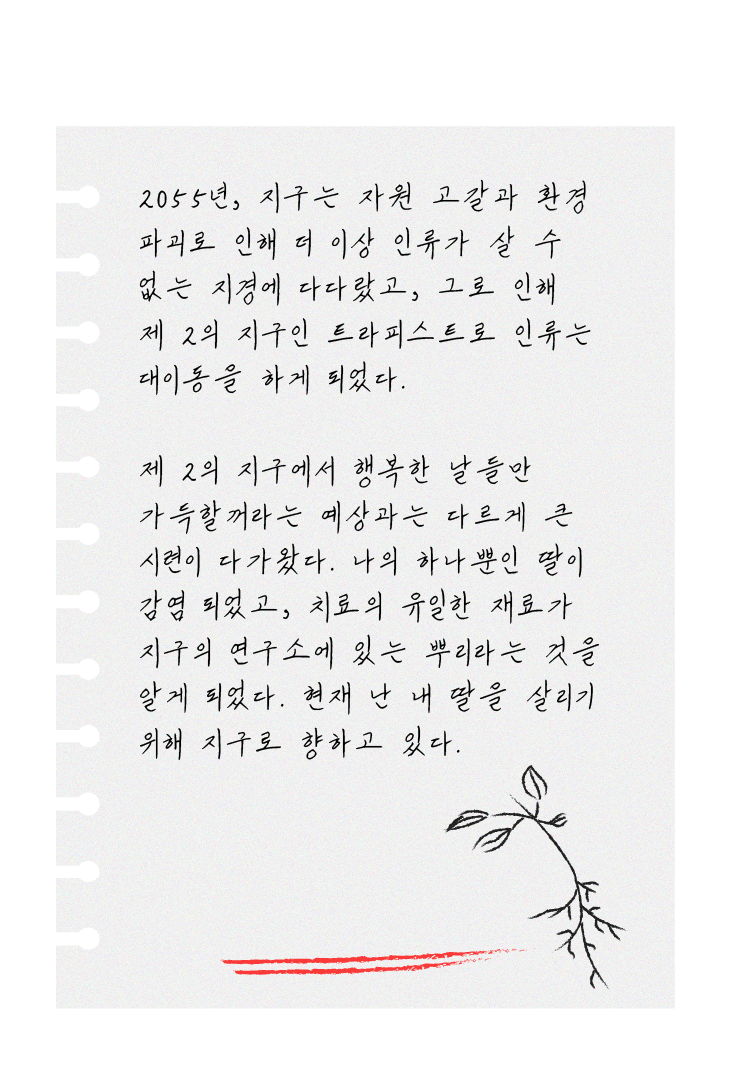 2055년, 지구는 자원 고갈과 환경
파괴로 인해 더 이상 인류가 살 수
없는 지경에 다다랐고, 그로 인해
제 2의 지구인 트라피스트로 인류는
대이동을 하게 되었다.
제 2의 지구에서 행복한 날들만
가득할꺼라는 예상과는 다르게 큰
시련이 다가왔다. 나의 하나뿐인 딸이
감염 되었고, 치료의 유일한 재료가
지구의 연구소에 있는 뿌리라는 것을
알게 되었다. 현재 난 내 딸을 살리기
위해 지구로 향하고 있다.